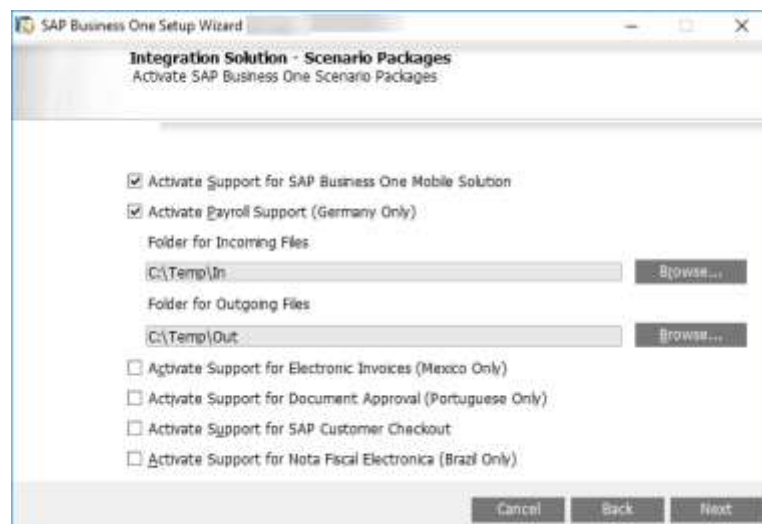 SAP Business One Setup Wizard
Integration Solution - Scenario Packages
Activate SAP Business One Scenario Packages
Activate Support for SAP Business One Mobile Solution
Activate Payroll Support (Germany Only)
Folder for Incoming Files
C:\Temp\In
Browse...
Folder for Outgoing Files
C:\Temp\Out
Browse...
Activate Support for Electronic Invoices (Mexico Only)
Activate Support for Document Approval (Portuguese Only)
Activate Support for SAP Customer Checkout
Activate Support for Nota Fiscal Electronica (Brazil Only)
Cancel Back Next